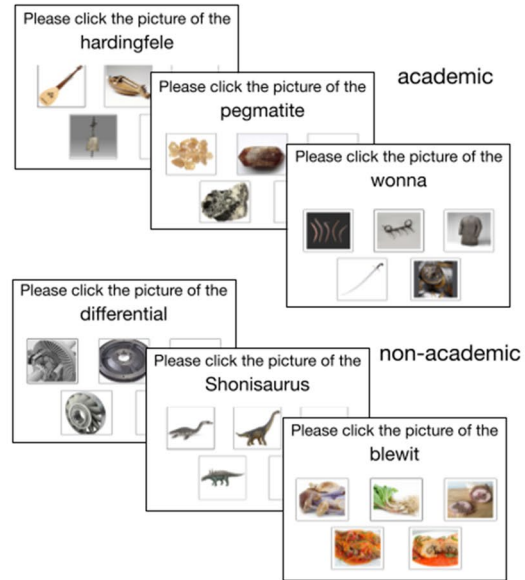 Please click the picture of the
hardingfele
academic
Please click the picture of the
pegmatite
Please click the picture of the
wonna
Please click the picture of the
differential
non-academic
Please click the picture of the
Shonisaurus
Please click the picture of the
blewit